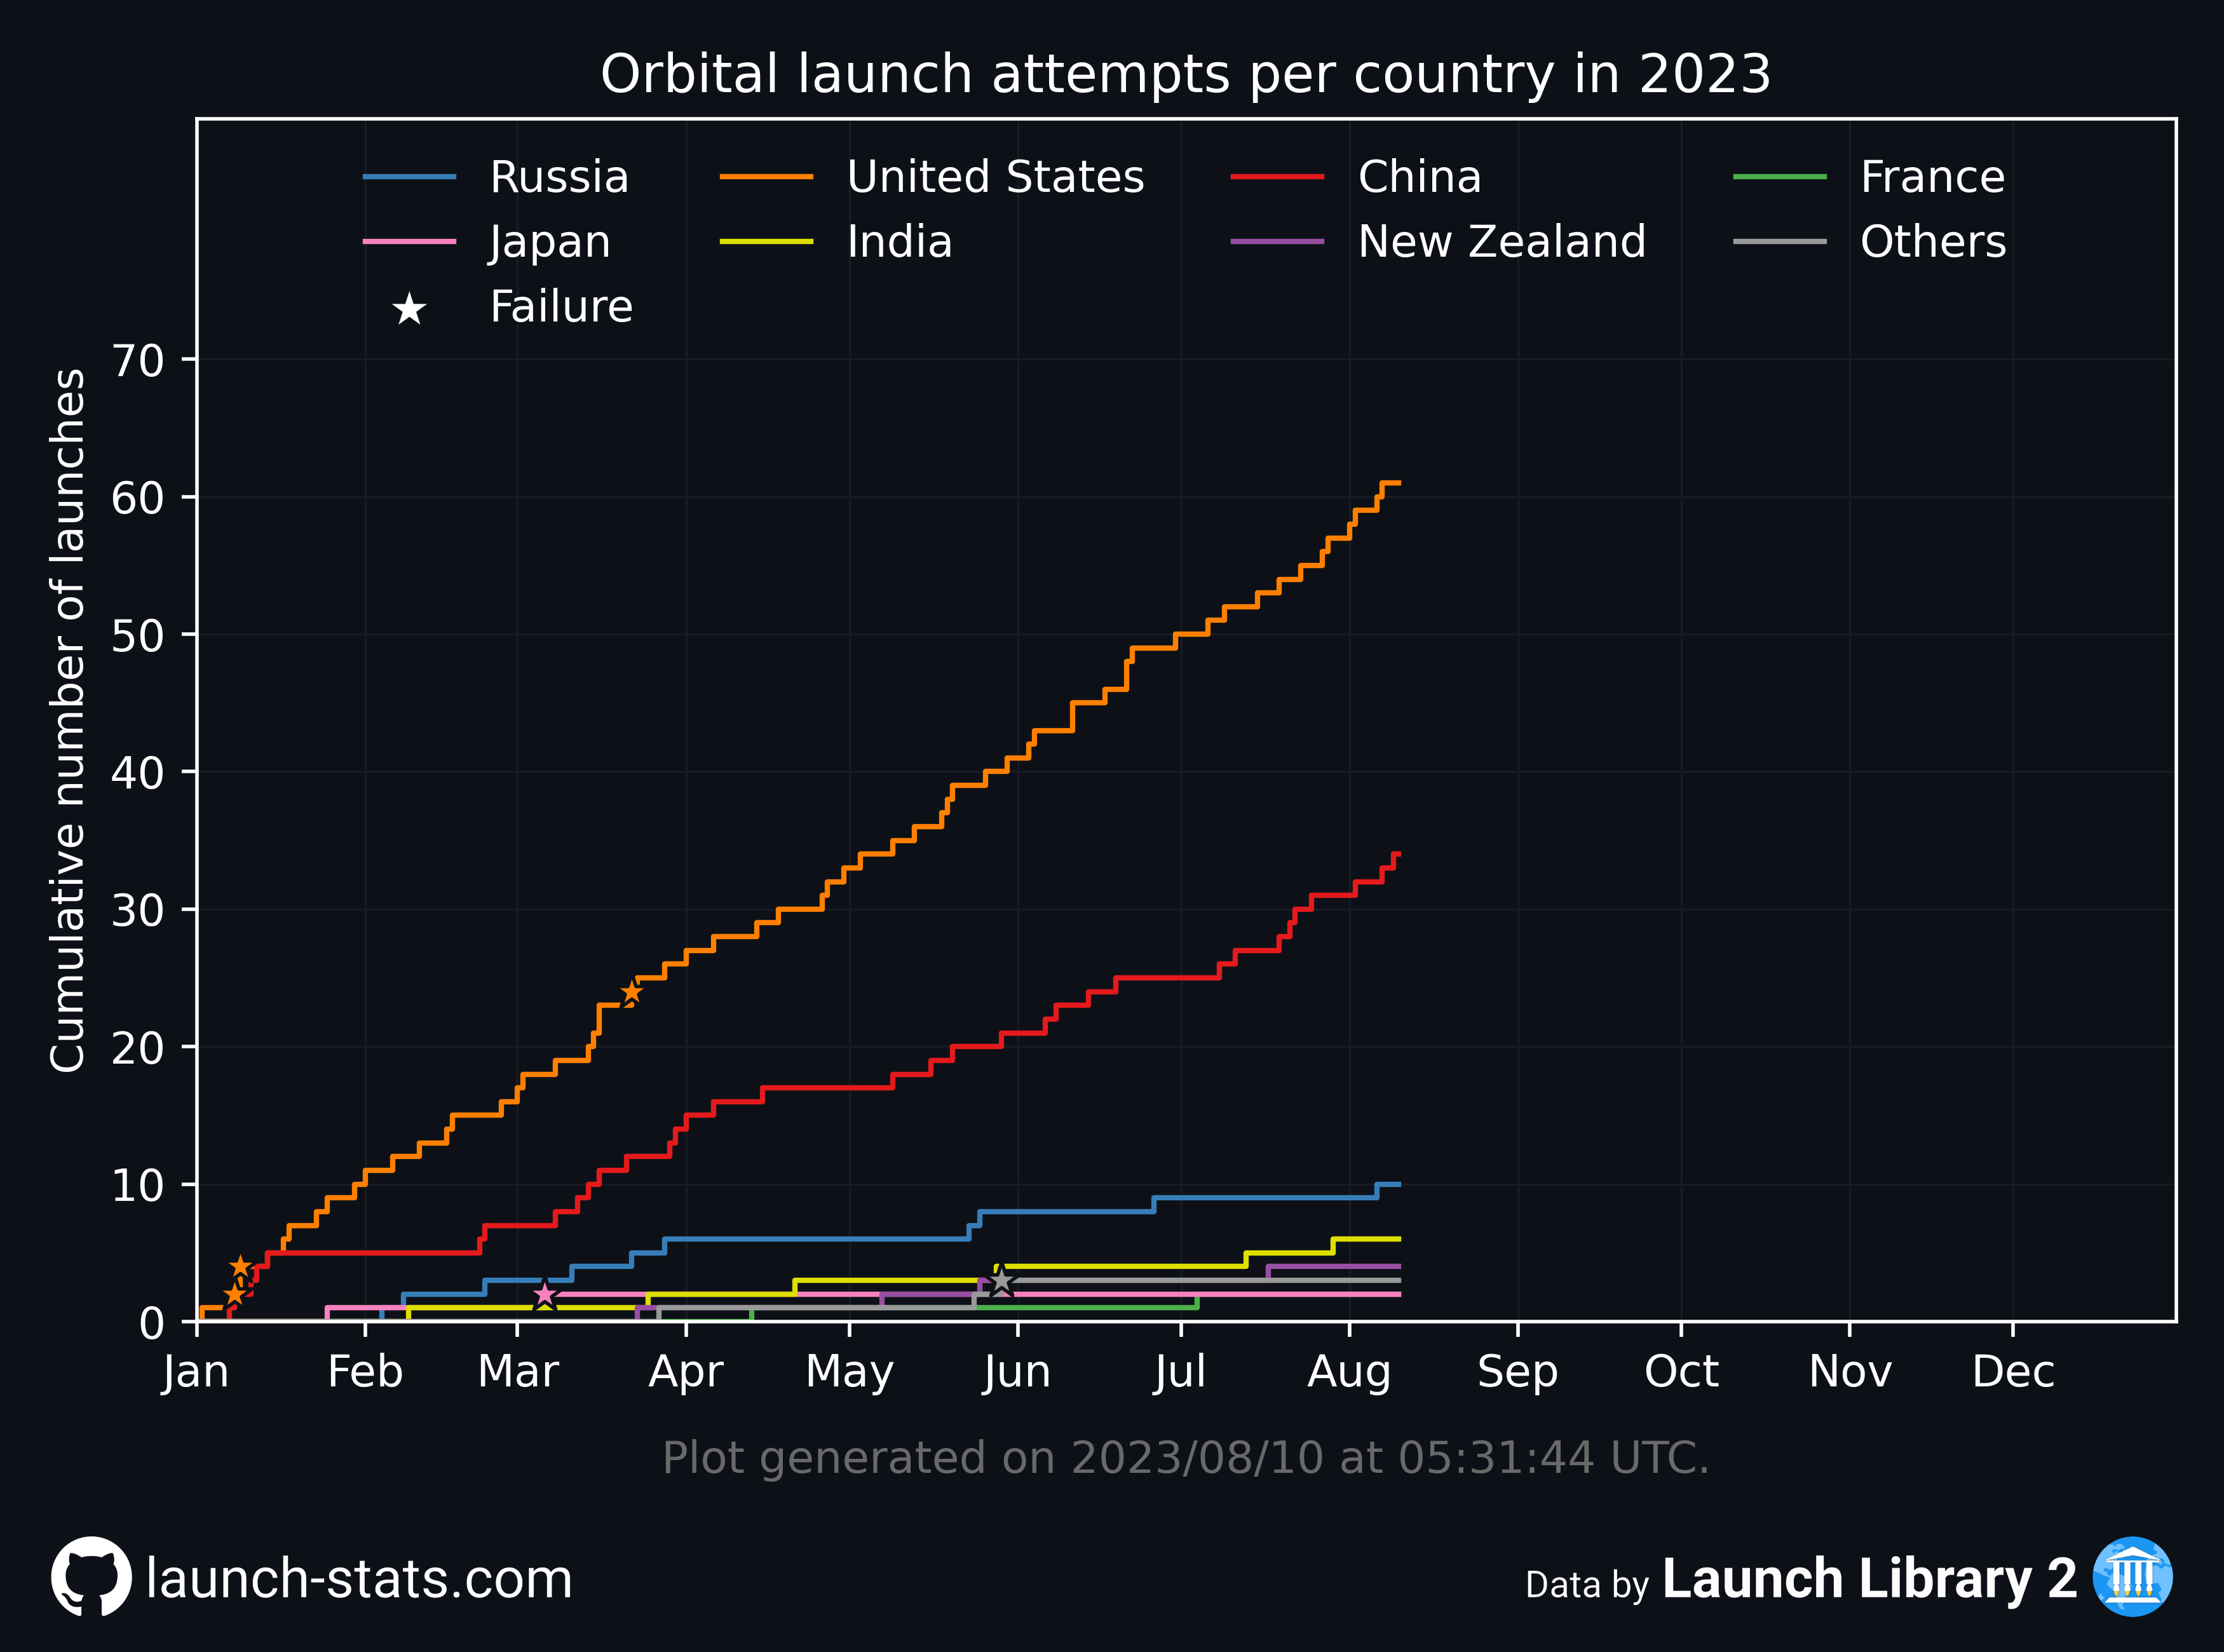 Orbital launch attempts per country in 2023
Russia United States China France
Japan India New Zealand Others
Failure
Cumulative number of launches
70
60
50
40
30
20
10
0
Jan Feb Mar Apr May Jun Jul Aug Sep Oct Nov Dec
Plot generated on 2023/08/10 at 05:31:44 UTC.
launch-stats.com
Data by Launch Library 2